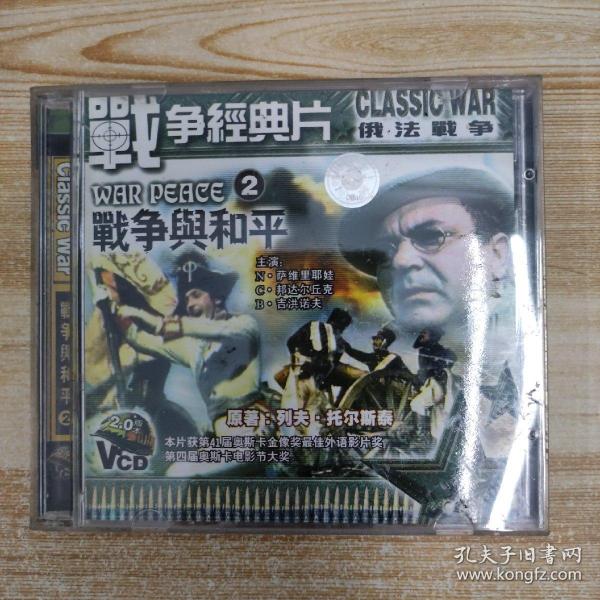 戰争經典片
CLASSIC WAR
俄·法戰争
WAR PEACE 2
戰争與和平
主演:
N·萨维里耶娃
C·邦达尔丘克
B·吉洪诺夫
原著:列夫·托尔斯泰
2.0版本
VCD
本片获第41届奥斯卡金像奖最佳外语影片奖
第四届奥斯卡电影节大奖
Classic war
戰争與和平 2
孔夫子旧书网
www.kongfz.com